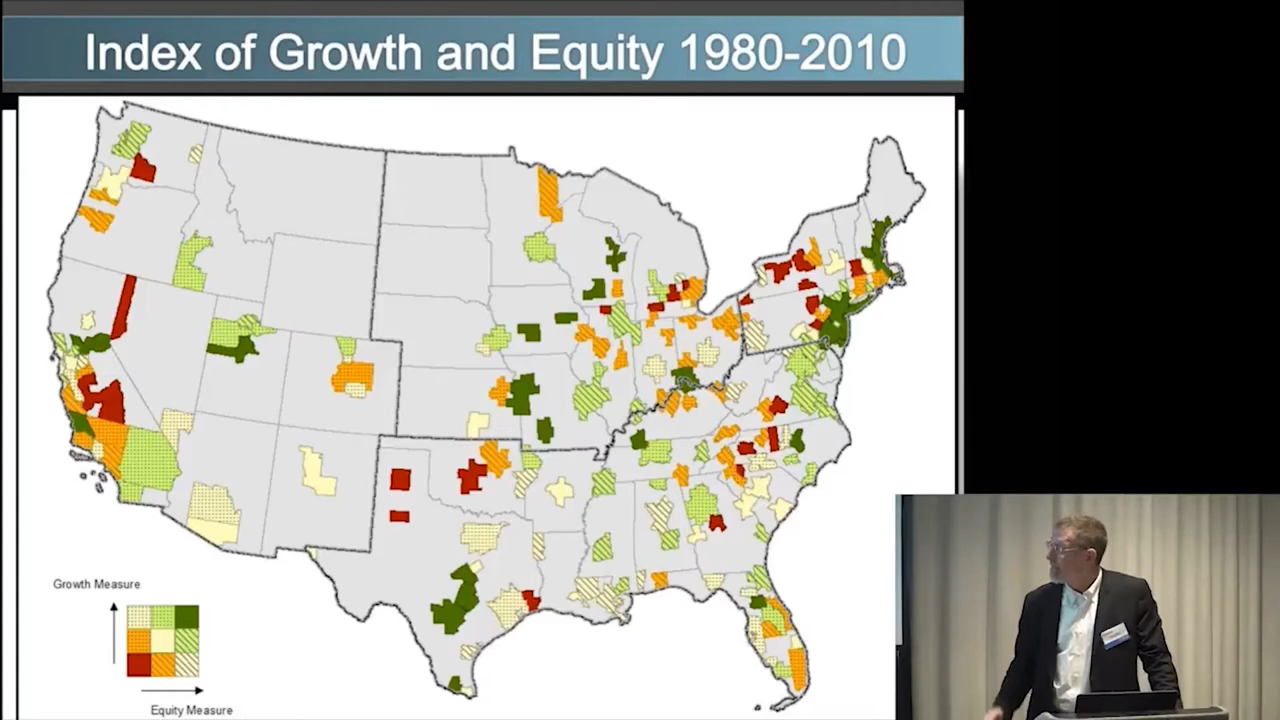 Index of Growth and Equity 1980-2010
Growth Measure
Equity Measure